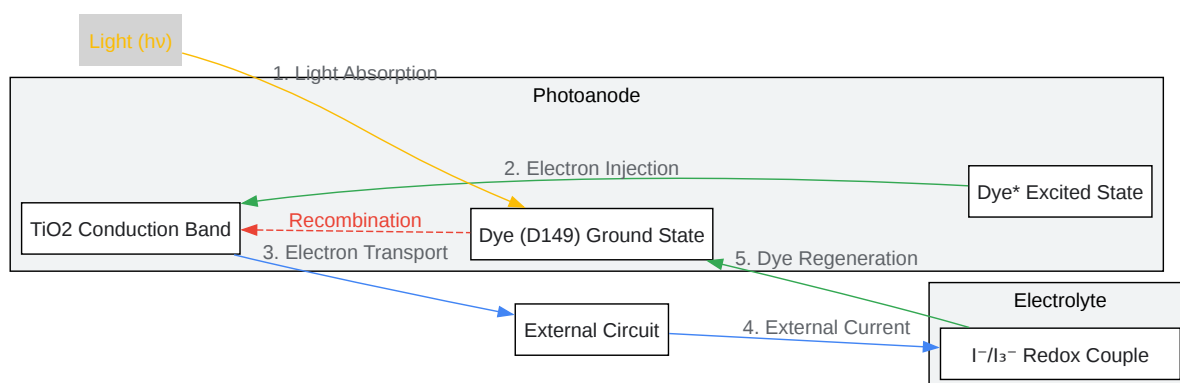 Light (hν)
1. Light Absorption
Photoanode
2. Electron Injection
Dye* Excited State
TiO2 Conduction Band
Recombination
Dye (D149) Ground State
3. Electron Transport
5. Dye Regeneration
Electrolyte
External Circuit
4. External Current
I⁻/I₃⁻ Redox Couple